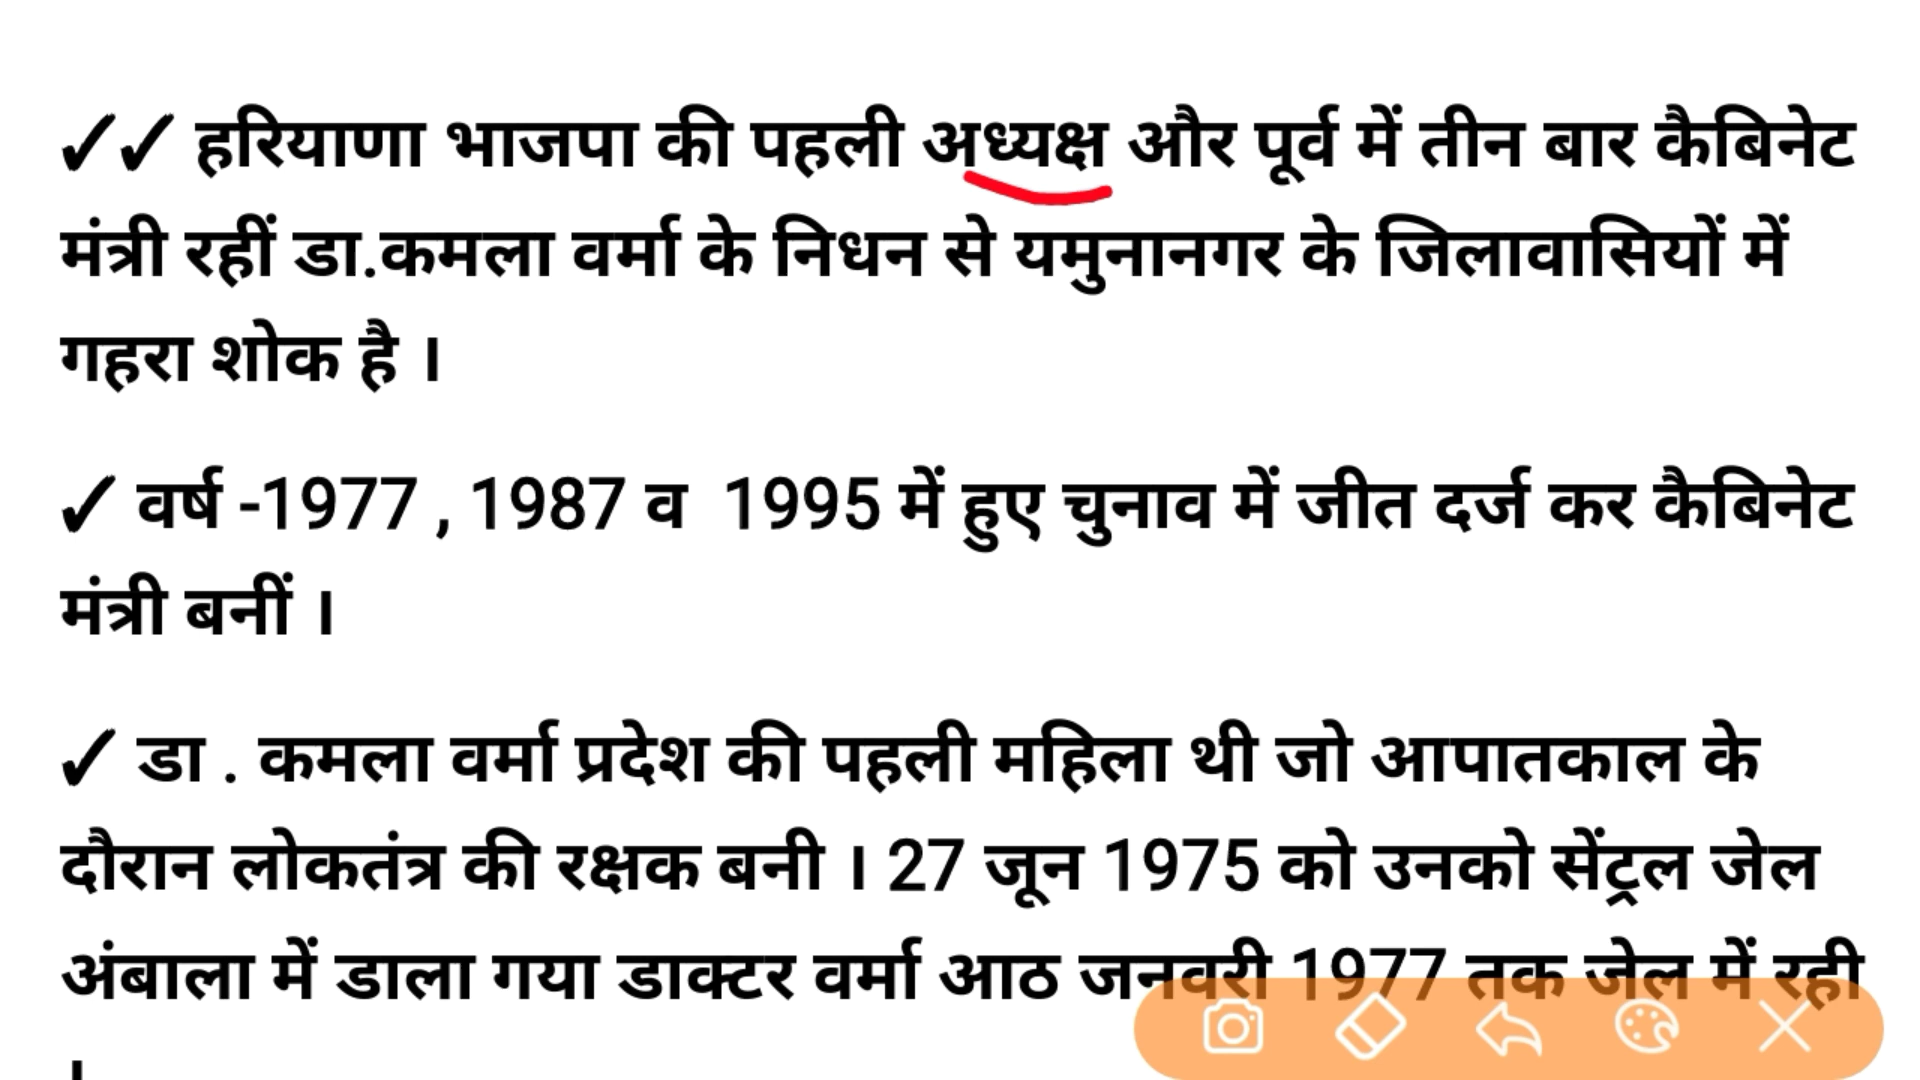 ✓✓ हरियाणा भाजपा की पहली अध्यक्ष और पूर्व में तीन बार कैबिनेट
मंत्री रहीं डा.कमला वर्मा के निधन से यमुनानगर के जिलावासियों में
गहरा शोक है ।
✓ वर्ष -1977 , 1987 व 1995 में हुए चुनाव में जीत दर्ज कर कैबिनेट
मंत्री बनीं ।
✓ डा . कमला वर्मा प्रदेश की पहली महिला थी जो आपातकाल के
दौरान लोकतंत्र की रक्षक बनी । 27 जून 1975 को उनको सेंट्रल जेल
अंबाला में डाला गया डाक्टर वर्मा आठ जनवरी 1977 तक जेल में रही
।